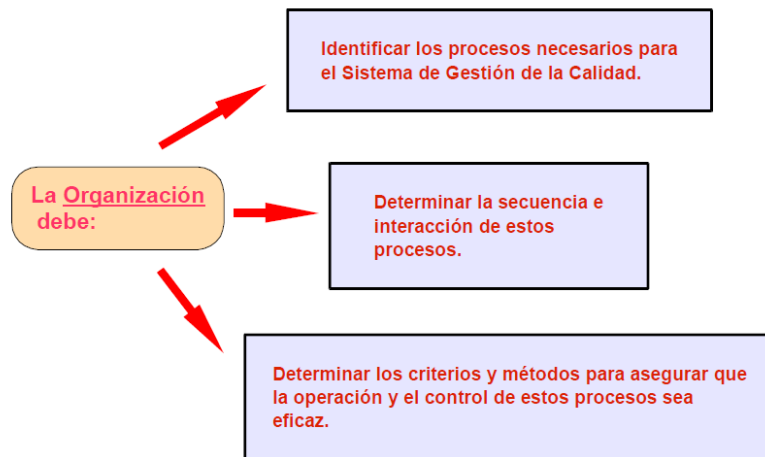 Identificar los procesos necesarios para
el Sistema de Gestión de la Calidad.
La Organización
debe:
Determinar la secuencia e
interacción de estos
procesos.
Determinar los criterios y métodos para asegurar que
la operación y el control de estos procesos sea
eficaz.